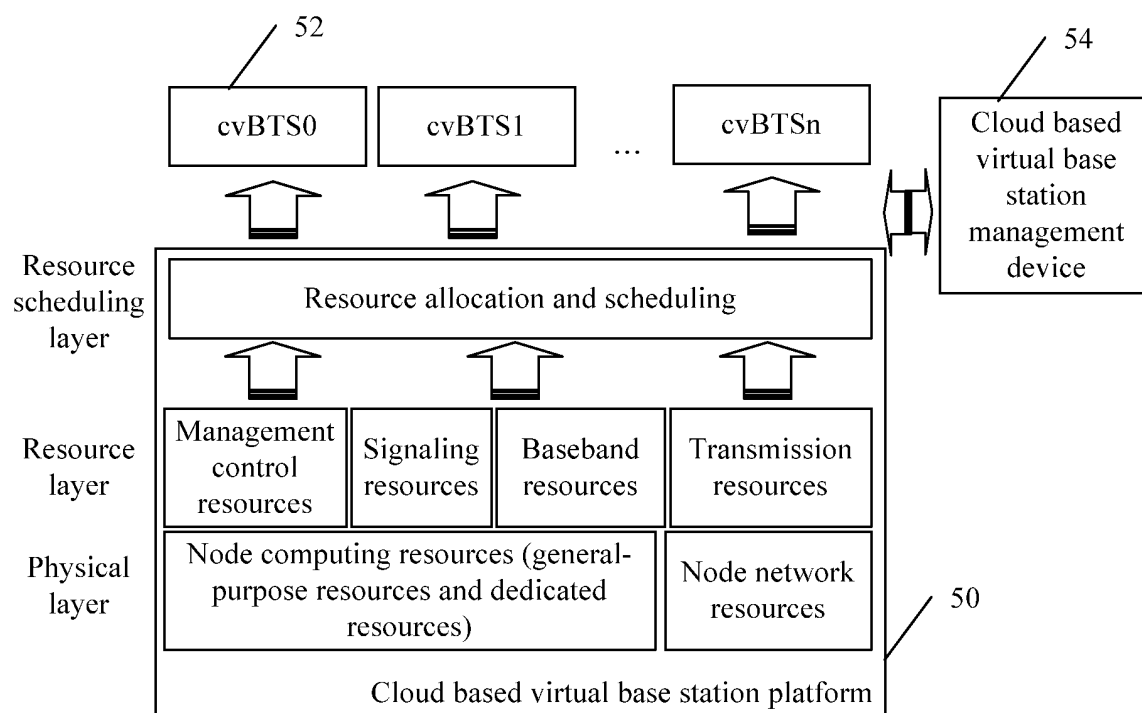 52
54
cvBTS0
cvBTS1
...
cvBTSn
Cloud based
virtual base
station
management
device
Resource
scheduling
layer
Resource allocation and scheduling
Resource
layer
Management
control
resources
Signaling
resources
Baseband
resources
Transmission
resources
Physical
layer
Node computing resources (general-
purpose resources and dedicated
resources)
Node network
resources
50
Cloud based virtual base station platform